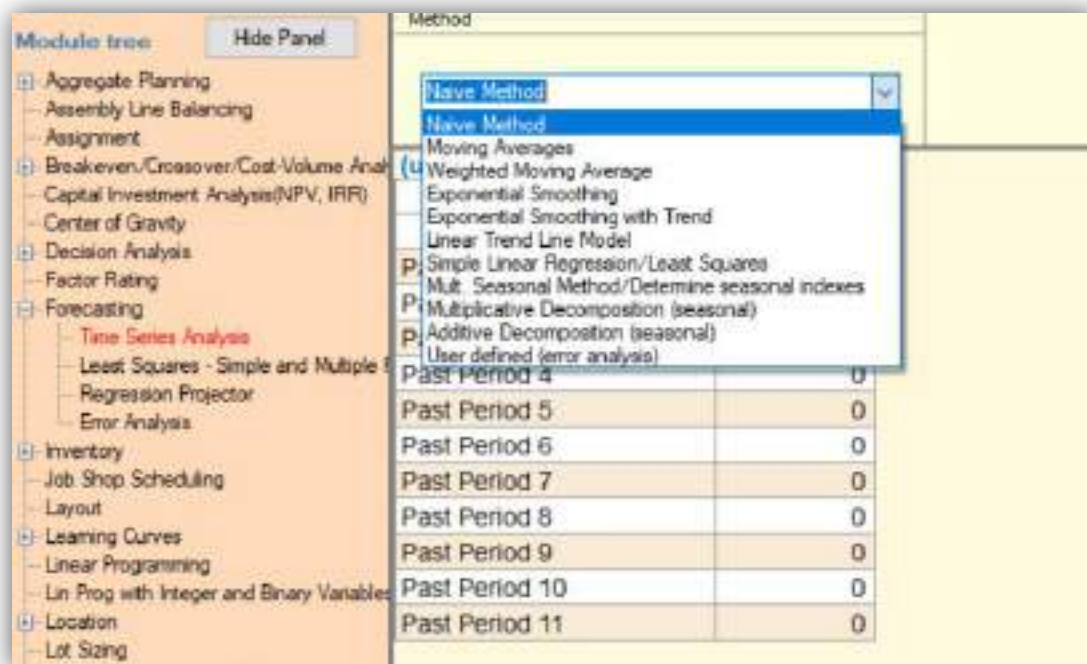 Module tree
Hide Panel
Aggregate Planning
Assembly Line Balancing
Assignment
Breakeven/Crossover/Cost-Volume Anal
Capital Investment Analysis(NPV, IRR)
Center of Gravity
Decision Analysis
Factor Rating
Forecasting
Time Series Analysis
Least Squares - Simple and Multiple
Regression Projector
Error Analysis
Inventory
Job Shop Scheduling
Layout
Learning Curves
Linear Programming
Lin Prog with Integer and Binary Variables
Location
Lot Sizing
Method
Naive Method
Naive Method
Moving Averages
Weighted Moving Average
Exponential Smoothing
Exponential Smoothing with Trend
Linear Trend Line Model
Simple Linear Regression/Least Squares
Mult. Seasonal Method/Determine seasonal indexes
Multiplicative Decomposition (seasonal)
Additive Decomposition (seasonal)
User defined (error analysis)
Past Period 4 0
Past Period 5 0
Past Period 6 0
Past Period 7 0
Past Period 8 0
Past Period 9 0
Past Period 10 0
Past Period 11 0